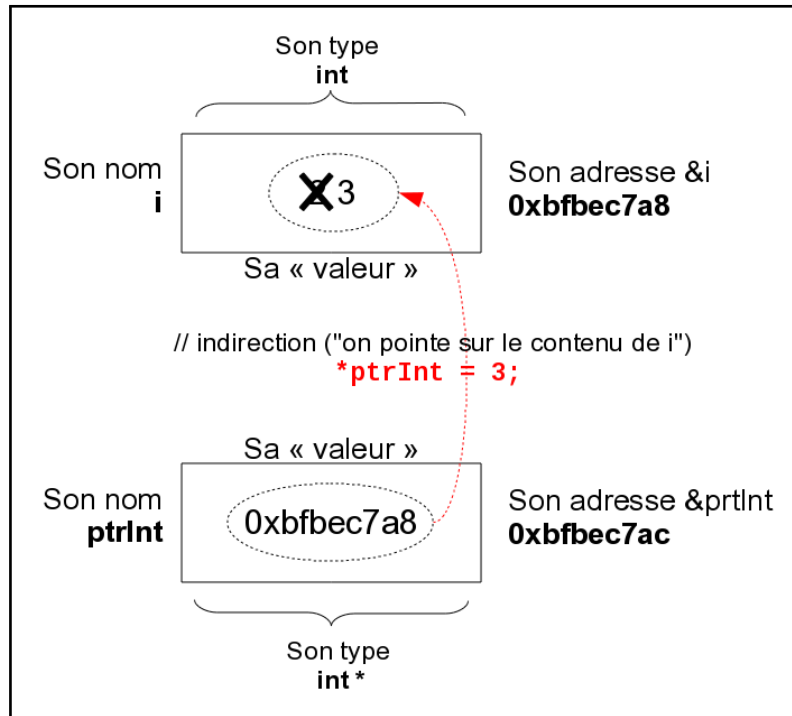 Son type
int
Son nom
i
3
Son adresse &i
0xbfbec7a8
Sa « valeur »
// indirection ("on pointe sur le contenu de i")
*ptrInt = 3;
Sa « valeur »
Son nom
ptrInt
0xbfbec7a8
Son adresse &prtInt
0xbfbec7ac
Son type
int *